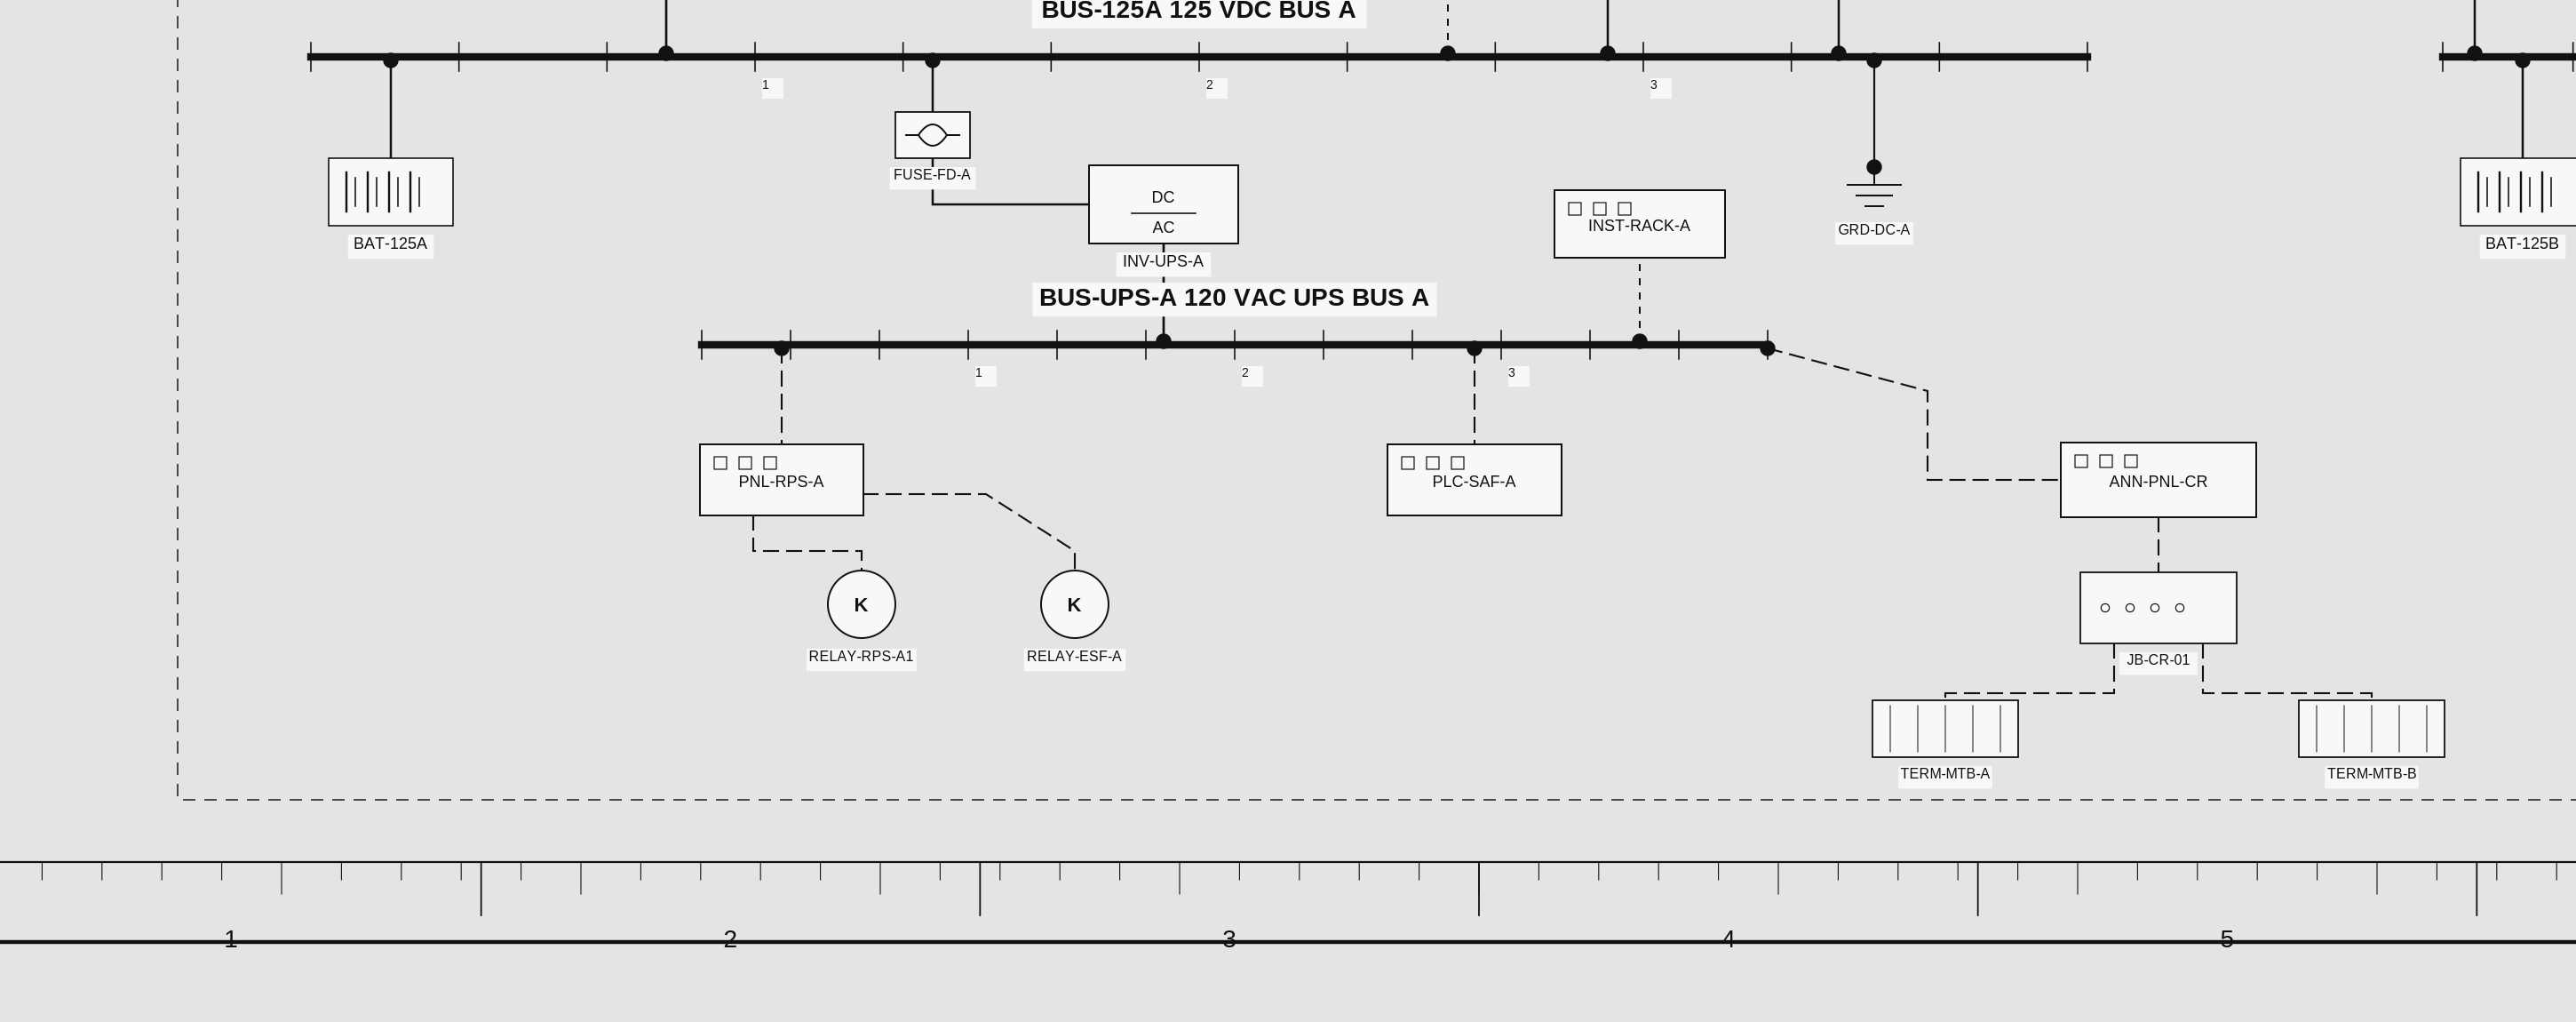 BUS-125A 125 VDC BUS A
1
2
3
FUSE-FD-A
DC
AC
INST-RACK-A
GRD-DC-A
BAT-125A
BAT-125B
INV-UPS-A
BUS-UPS-A 120 VAC UPS BUS A
1
2
3
PNL-RPS-A
PLC-SAF-A
ANN-PNL-CR
K
K
RELAY-RPS-A1
RELAY-ESF-A
JB-CR-01
TERM-MTB-A
TERM-MTB-B
1
2
3
4
5